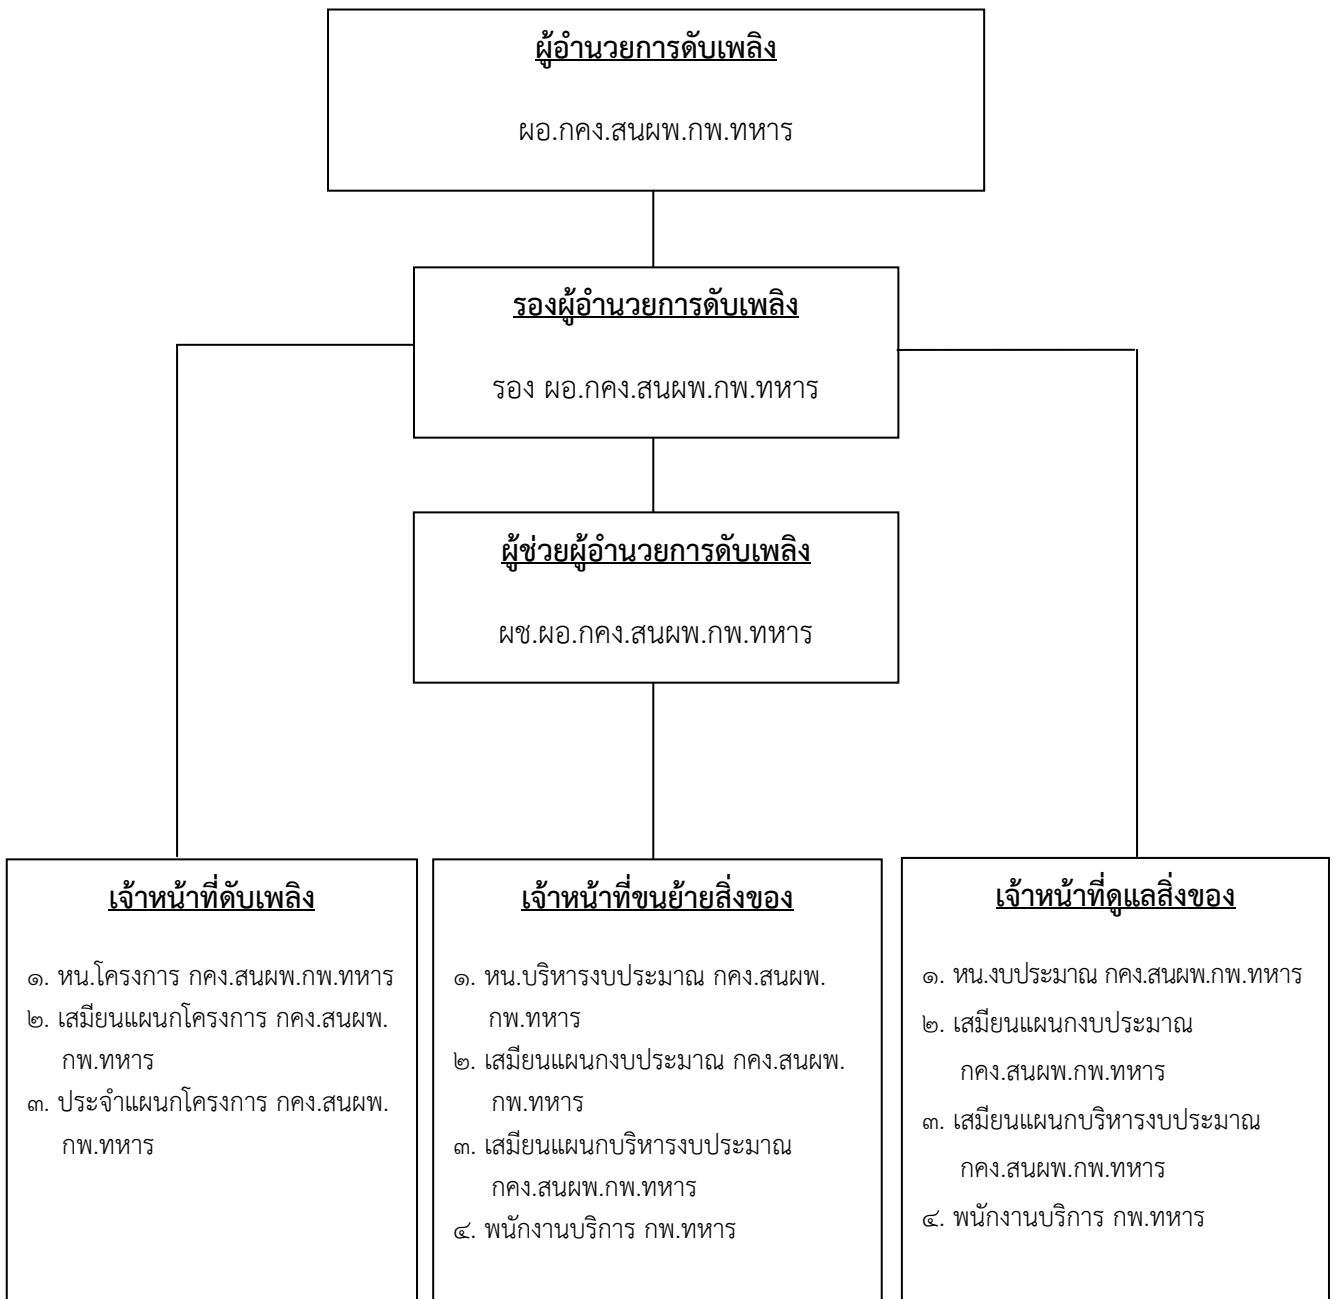 ผู้อำนวยการดับเพลิง
ผอ.กคง.สนผพ.กพ.ทหาร
รองผู้อำนวยการดับเพลิง
รอง ผอ.กคง.สนผพ.กพ.ทหาร
ผู้ช่วยผู้อำนวยการดับเพลิง
ผช.ผอ.กคง.สนผพ.กพ.ทหาร
เจ้าหน้าที่ดับเพลิง
๑. หน.โครงการ กคง.สนผพ.กพ.ทหาร
๒. เสมียนแผนกโครงการ กคง.สนผพ.
กพ.ทหาร
๓. ประจำแผนกโครงการ กคง.สนผพ.
กพ.ทหาร
เจ้าหน้าที่ขนย้ายสิ่งของ
๑. หน.บริหารงบประมาณ กคง.สนผพ.
กพ.ทหาร
๒. เสมียนแผนกงบประมาณ กคง.สนผพ.
กพ.ทหาร
๓. เสมียนแผนกบริหารงบประมาณ
กคง.สนผพ.กพ.ทหาร
๔. พนักงานบริการ กพ.ทหาร
เจ้าหน้าที่ดูแลสิ่งของ
๑. หน.งบประมาณ กคง.สนผพ.กพ.ทหาร
๒. เสมียนแผนกงบประมาณ
กคง.สนผพ.กพ.ทหาร
๓. เสมียนแผนกบริหารงบประมาณ
กคง.สนผพ.กพ.ทหาร
๔. พนักงานบริการ กพ.ทหาร